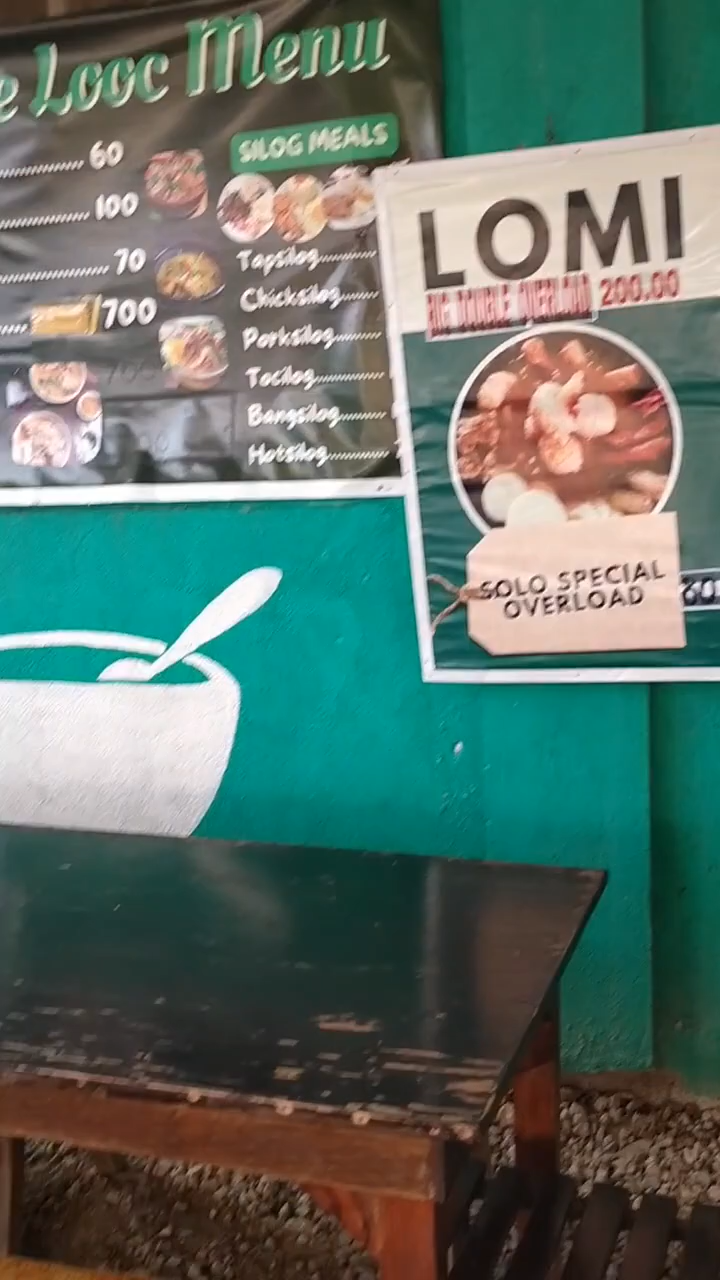 e Looc Menu
60
100
70
700
SILOG MEALS
Tapsilog
Chicksilog
Porksilog
Tocilog
Bangsilog
Hotsilog
LOMI
BIG DOUBLE OVERLOAD 200.00
SOLO SPECIAL
OVERLOAD